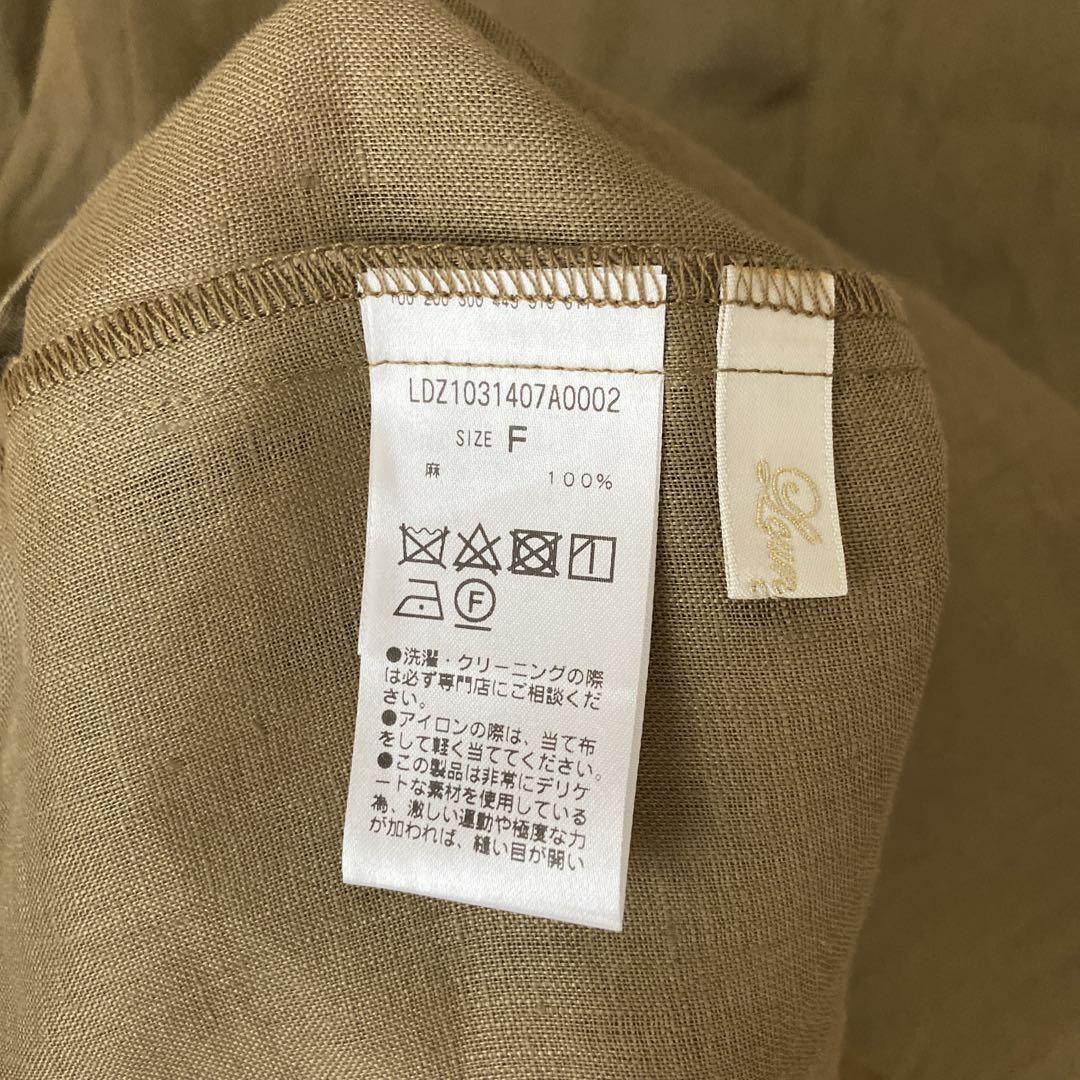 LDZ1031407A0002
SIZE F
麻 100%
F
●洗濯・クリーニングの際
は必ず専門店にご相談くだ
さい。
●アイロンの際は、当て布
をして軽く当ててください。
●この製品は非常にデリケ
ートな素材を使用している
為、激しい運動や極度な力
が加われば、縫い目が開い